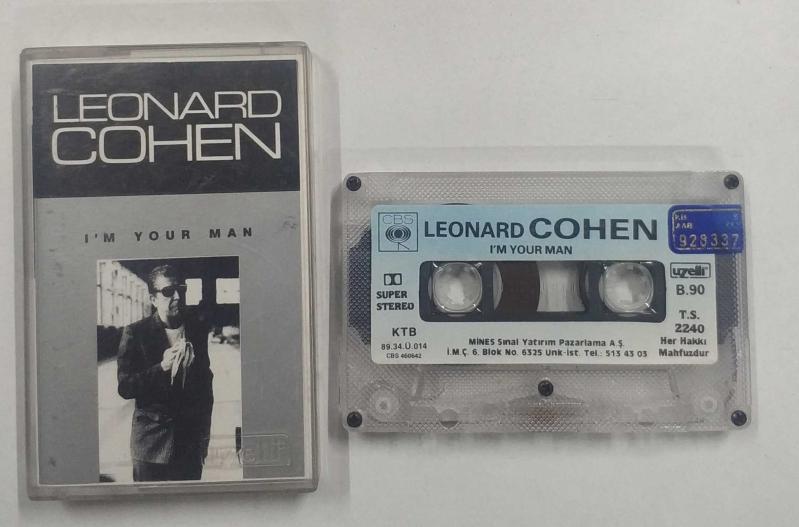 LEONARD
COHEN
I'M YOUR MAN
uzelli
CBS
LEONARD COHEN
I'M YOUR MAN
929337
SUPER
STEREO
KTB
89.34.Ü.014
CBS 460642
uzelli
B.90
T.S.
2240
Her Hakkı
Mahfuzdur
MİNES Sınai Yatırım Pazarlama A.Ş.
İ.M.Ç. 6. Blok No. 6325 Unk-İst. Tel.: 513 43 03